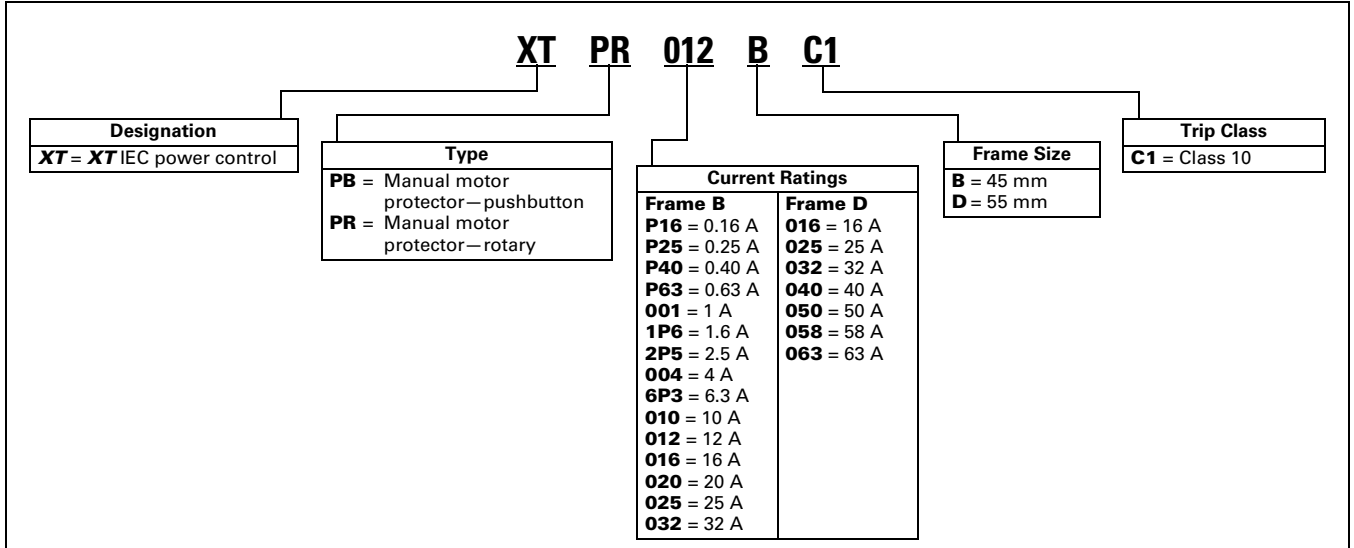 XT PR 012 B C1
Designation
XT = XT IEC power control
Type
PB = Manual motor
protector—pushbutton
PR = Manual motor
protector—rotary
Current Ratings
Frame B
P16 = 0.16 A
P25 = 0.25 A
P40 = 0.40 A
P63 = 0.63 A
001 = 1 A
1P6 = 1.6 A
2P5 = 2.5 A
004 = 4 A
6P3 = 6.3 A
010 = 10 A
012 = 12 A
016 = 16 A
020 = 20 A
025 = 25 A
032 = 32 A
Frame D
016 = 16 A
025 = 25 A
032 = 32 A
040 = 40 A
050 = 50 A
058 = 58 A
063 = 63 A
Frame Size
B = 45 mm
D = 55 mm
Trip Class
C1 = Class 10